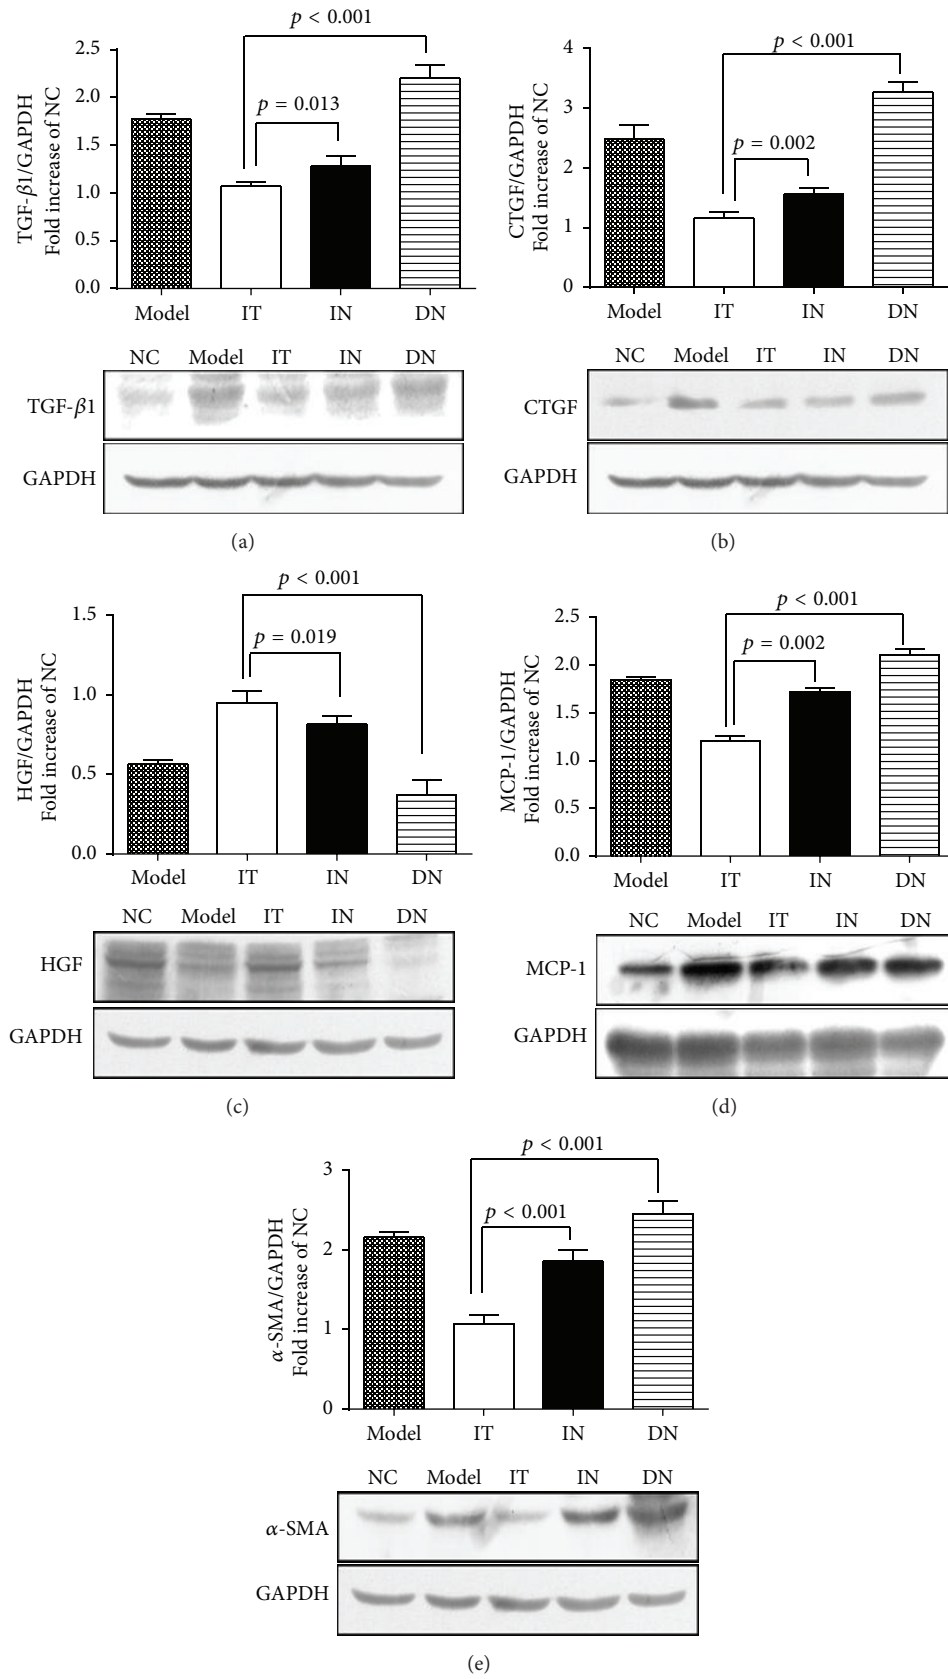 p < 0.001
p = 0.013
TGF-β1/GAPDH
Fold increase of NC
2.5
2.0
1.5
1.0
0.5
0.0
Model IT IN DN
NC Model IT IN DN
TGF-β1
GAPDH
(a)
p < 0.001
p = 0.002
CTGF/GAPDH
Fold increase of NC
4
3
2
1
0
Model IT IN DN
NC Model IT IN DN
CTGF
GAPDH
(b)
p < 0.001
p = 0.019
HGF/GAPDH
Fold increase of NC
1.5
1.0
0.5
0.0
Model IT IN DN
NC Model IT IN DN
HGF
GAPDH
(c)
p < 0.001
p = 0.002
MCP-1/GAPDH
Fold increase of NC
2.5
2.0
1.5
1.0
0.5
0.0
Model IT IN DN
NC Model IT IN DN
MCP-1
GAPDH
(d)
p < 0.001
p < 0.001
α-SMA/GAPDH
Fold increase of NC
3
2
1
0
Model IT IN DN
NC Model IT IN DN
α-SMA
GAPDH
(e)